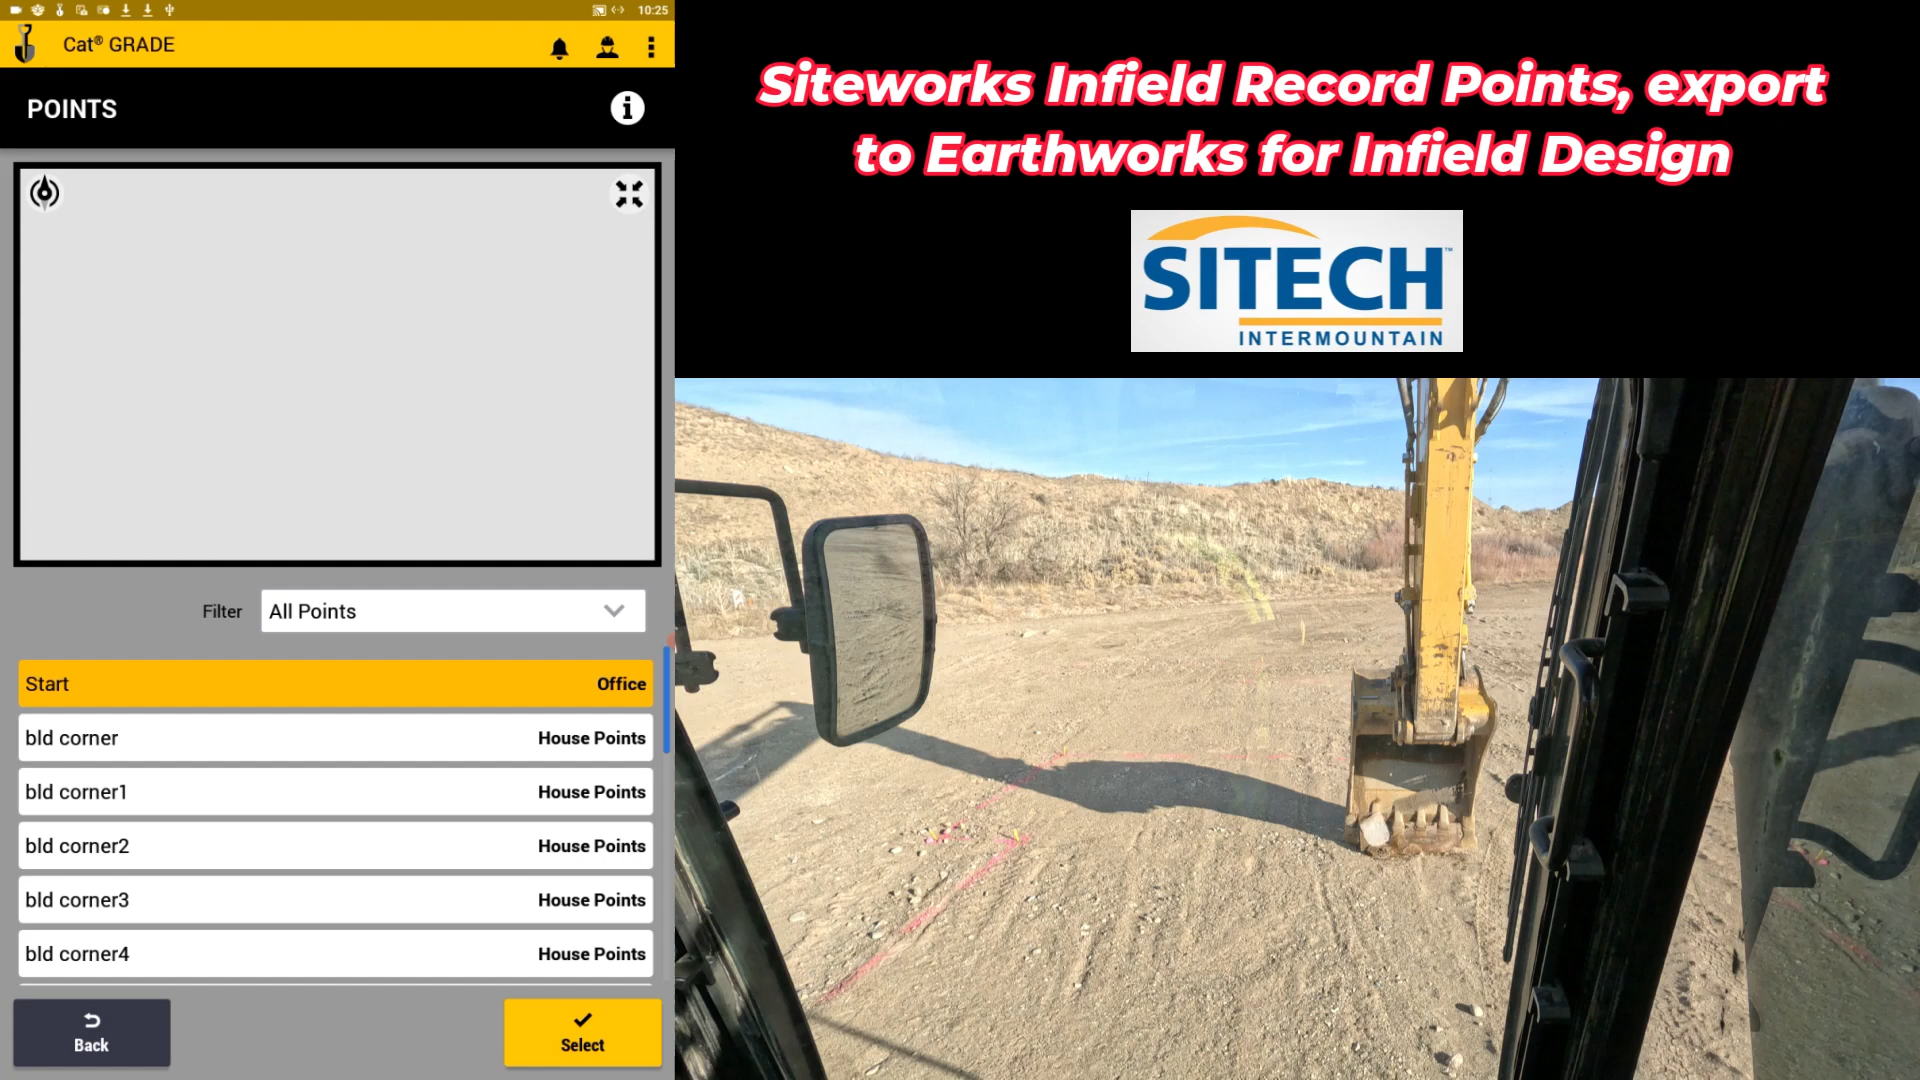 10:25
Cat® GRADE
POINTS
Filter All Points
Start Office
bld corner House Points
bld corner1 House Points
bld corner2 House Points
bld corner3 House Points
bld corner4 House Points
Back
Select
Siteworks Infield Record Points, export
to Earthworks for Infield Design
SITECH™
INTERMOUNTAIN